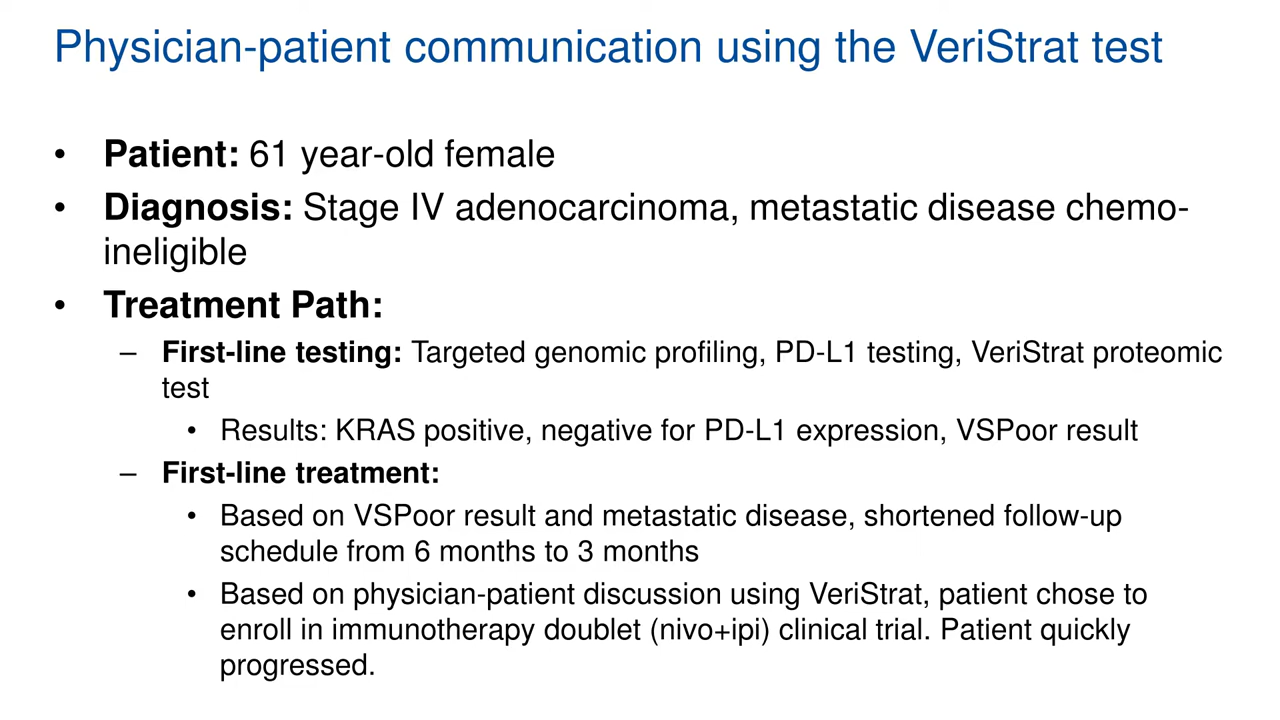 Physician-patient communication using the VeriStrat test
• Patient: 61 year-old female
• Diagnosis: Stage IV adenocarcinoma, metastatic disease chemo-
ineligible
• Treatment Path:
– First-line testing: Targeted genomic profiling, PD-L1 testing, VeriStrat proteomic
test
• Results: KRAS positive, negative for PD-L1 expression, VSPoor result
– First-line treatment:
• Based on VSPoor result and metastatic disease, shortened follow-up
schedule from 6 months to 3 months
• Based on physician-patient discussion using VeriStrat, patient chose to
enroll in immunotherapy doublet (nivo+ipi) clinical trial. Patient quickly
progressed.